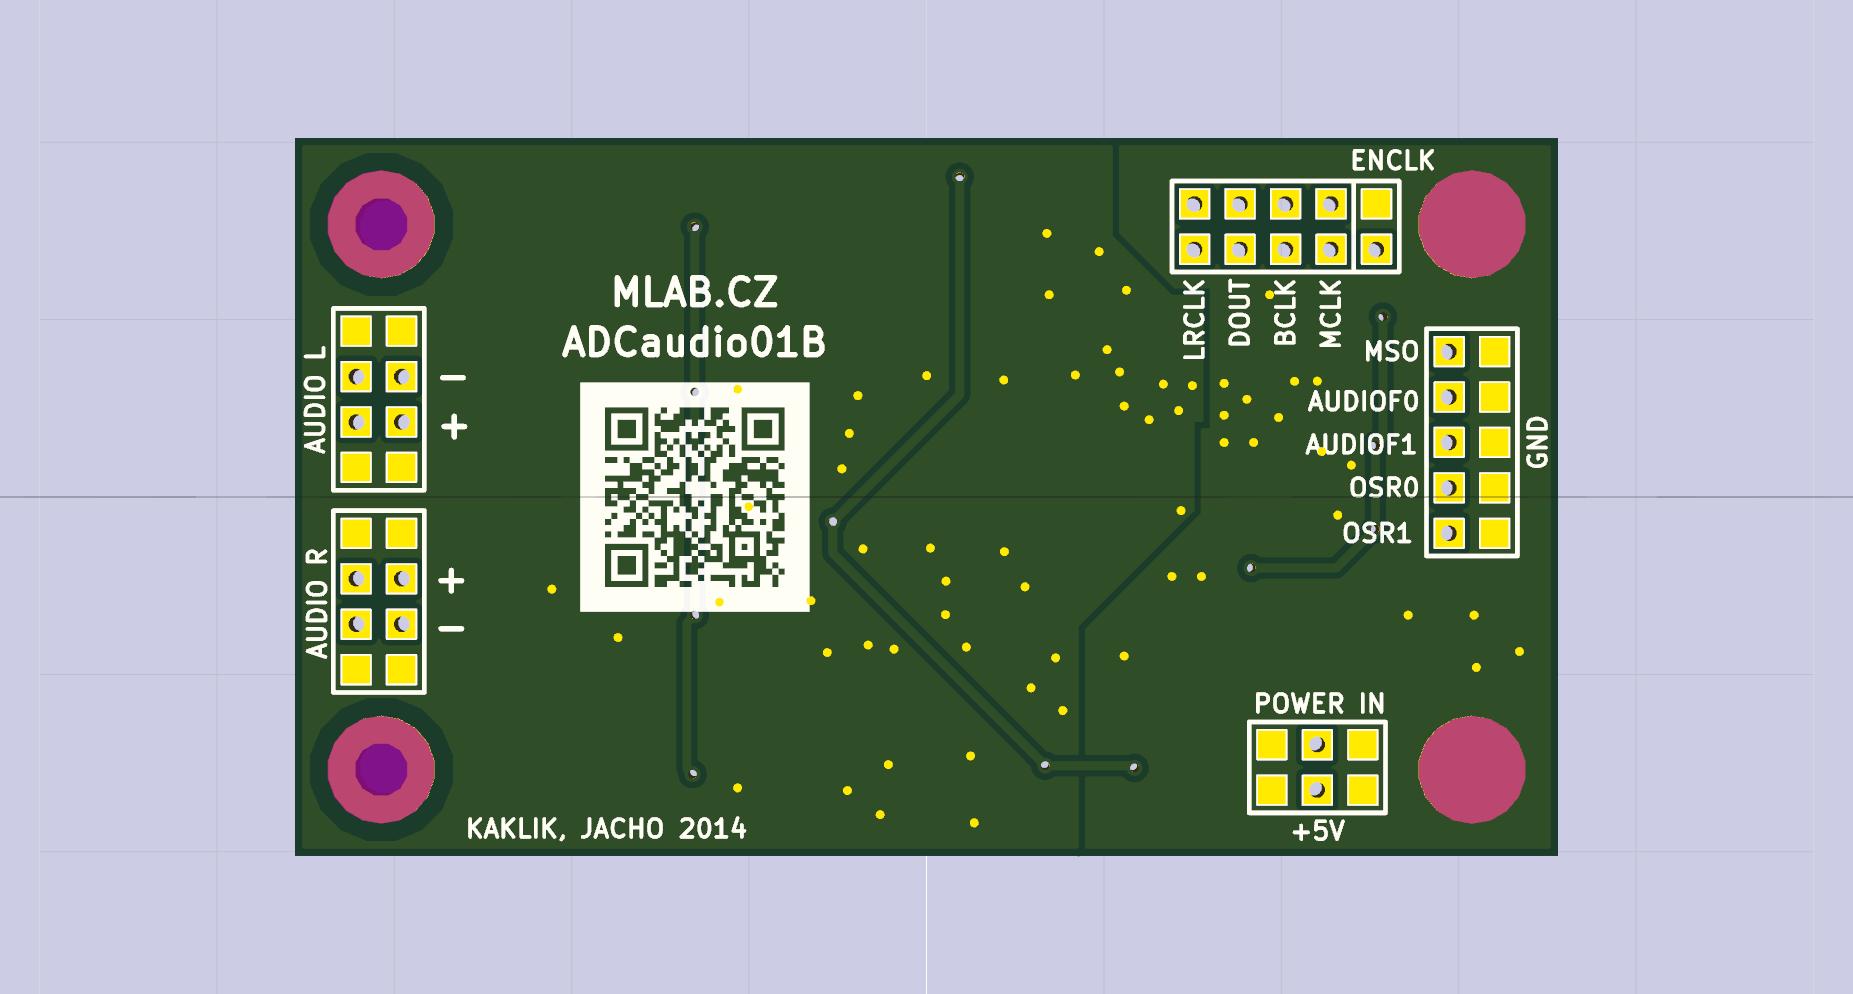 ENCLK
MLAB.CZ
ADCaudio01B
LRCLK
DOUT
BCLK
MCLK
AUDIO L
−
+
MSO
AUDIOF0
AUDIOF1
OSR0
OSR1
GND
AUDIO R
+
−
POWER IN
+5V
KAKLIK, JACHO 2014